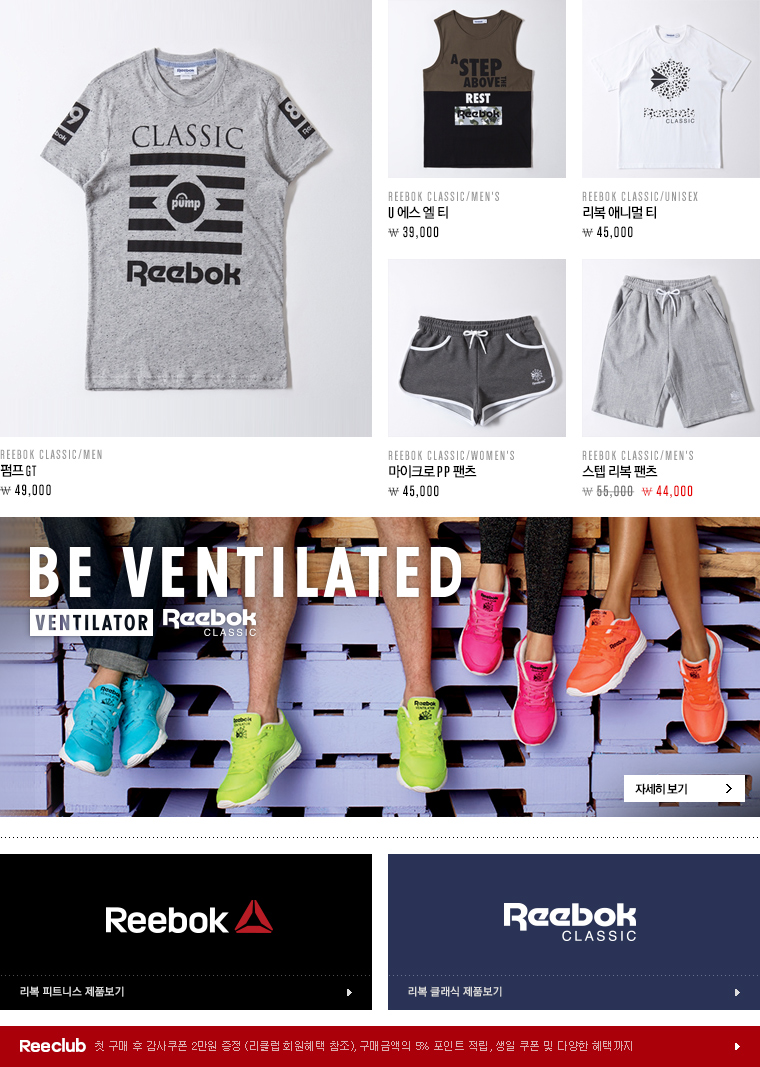 Reebok
CLASSIC
pump
Reebok
REEBOK CLASSIC/MEN
펌프 GT
₩ 49,000
A STEP
ABOVE THE
REST
Reebok
REEBOK CLASSIC/MEN'S
U 에스 엘 티
₩ 39,000
Reebok
CLASSIC
REEBOK CLASSIC/UNISEX
리복 애니멀 티
₩ 45,000
REEBOK CLASSIC/WOMEN'S
마이크로 P P 팬츠
₩ 45,000
REEBOK CLASSIC/MEN'S
스텝 리복 팬츠
₩ 55,000 ₩ 44,000
BE VENTILATED
VENTILATOR Reebok
CLASSIC
자세히 보기
Reebok
리복 피트니스 제품보기
Reebok
CLASSIC
리복 클래식 제품보기
Reeclub 첫 구매 후 감사쿠폰 2만원 증정 (리클럽 회원혜택 참조), 구매금액의 5% 포인트 적립, 생일 쿠폰 및 다양한 혜택까지